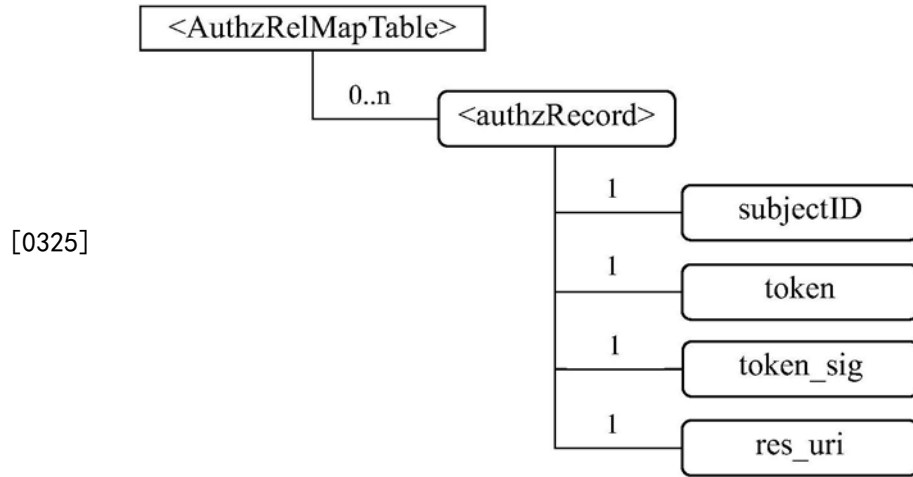 <AuthzRelMapTable>
0..n
<authzRecord>
1
subjectID
[0325]
1
token
1
token_sig
1
res_uri